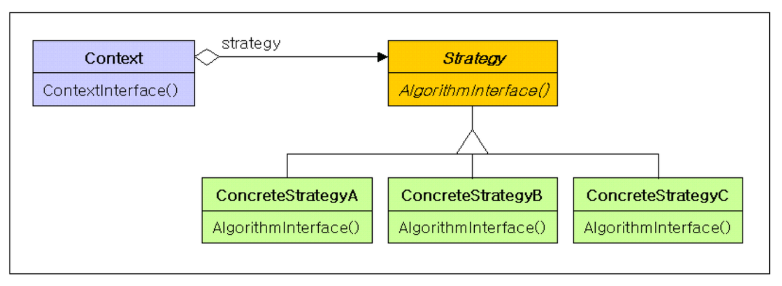 strategy
Context
Strategy
ContextInterface()
AlgorithmInterface()
ConcreteStrategyA
ConcreteStrategyB
ConcreteStrategyC
AlgorithmInterface()
AlgorithmInterface()
AlgorithmInterface()